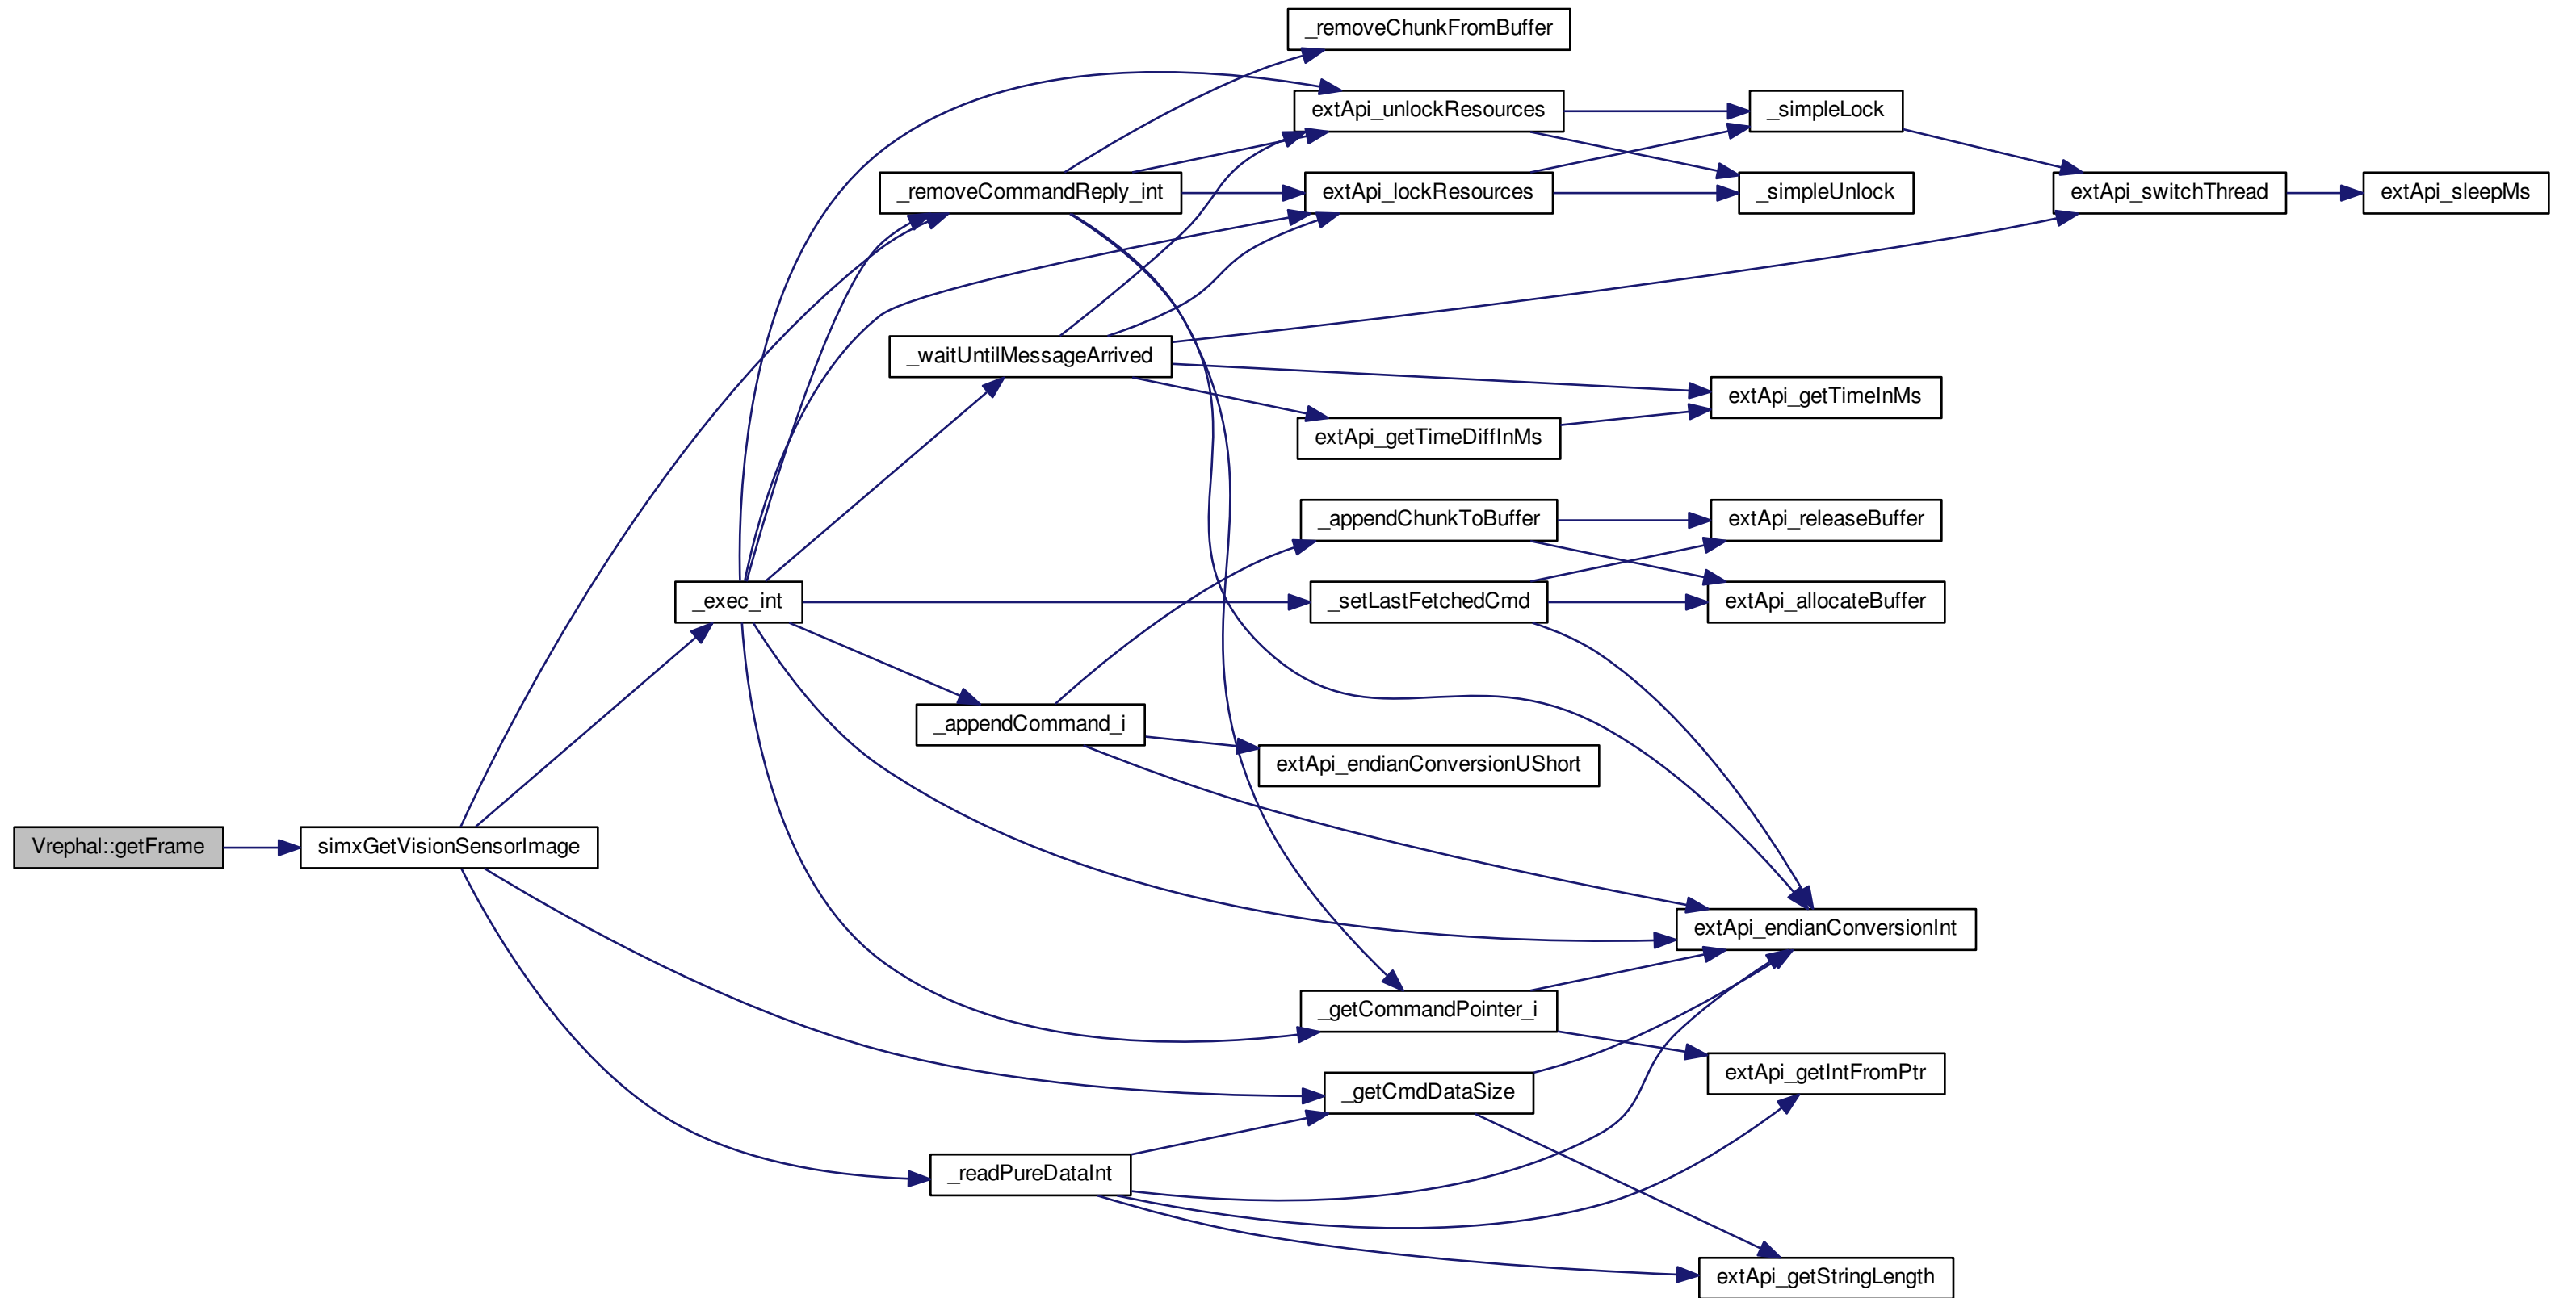 _removeChunkFromBuffer
extApi_unlockResources
_simpleLock
_removeCommandReply_int
extApi_lockResources
_simpleUnlock
extApi_switchThread
extApi_sleepMs
_waitUntilMessageArrived
extApi_getTimeInMs
extApi_getTimeDiffInMs
_appendChunkToBuffer
extApi_releaseBuffer
_exec_int
_setLastFetchedCmd
extApi_allocateBuffer
_appendCommand_i
extApi_endianConversionUShort
Vrephal::getFrame
simxGetVisionSensorImage
extApi_endianConversionInt
_getCommandPointer_i
extApi_getIntFromPtr
_getCmdDataSize
_readPureDataInt
extApi_getStringLength